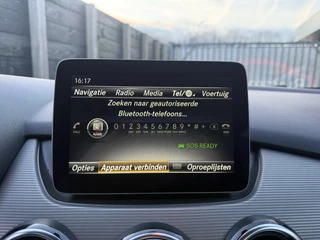 16:17
Navigatie Radio Media Tel/ Voertuig
Zoeken naar geautoriseerde
Bluetooth-telefoons...
0 1 2 3 4 5 6 7 8 9 * # +
SOS READY
Opties Apparaat verbinden Oproeplijsten